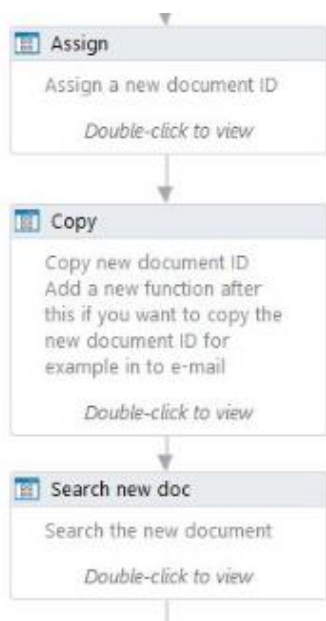 Assign
Assign a new document ID
Double-click to view
Copy
Copy new document ID
Add a new function after
this if you want to copy the
new document ID for
example in to e-mail
Double-click to view
Search new doc
Search the new document
Double-click to view